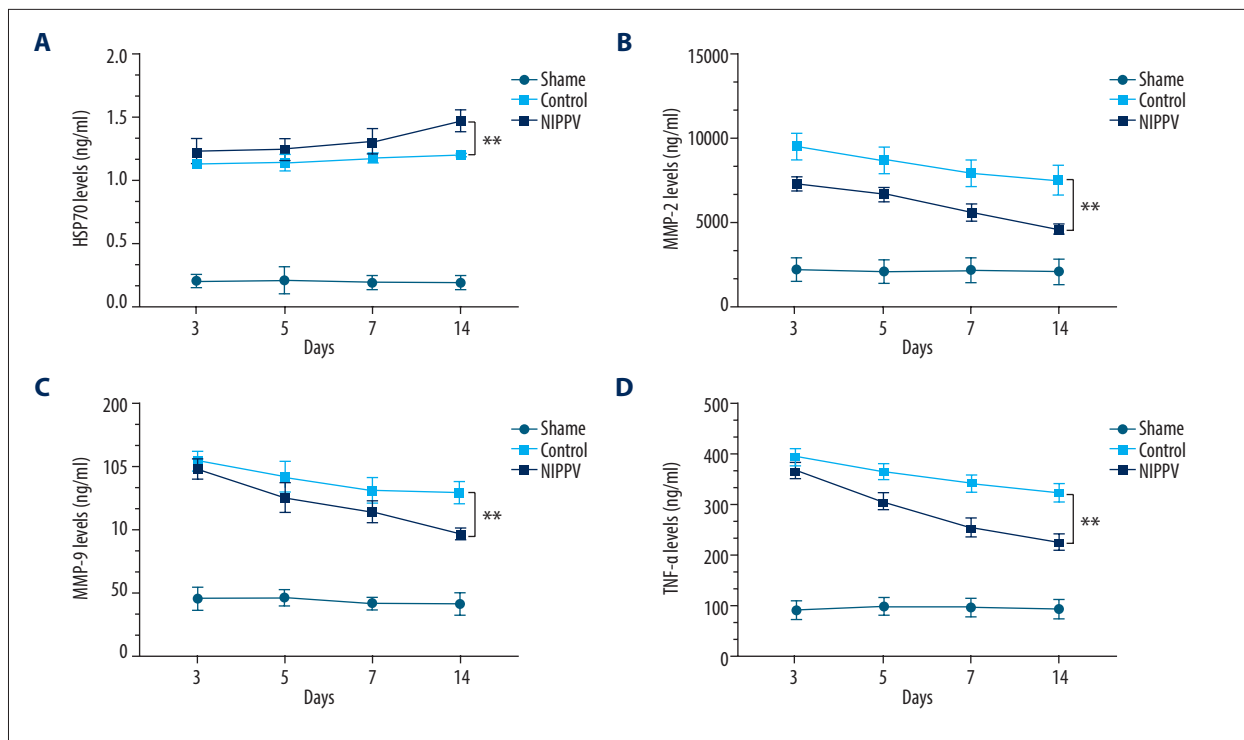 A
HSP70 levels (ng/ml)
2.0
1.5
1.0
0.5
0.0
3 5 7 14
Days
Shame
Control
NIPPV
**
B
MMP-2 levels (ng/ml)
15000
10000
5000
0
3 5 7 14
Days
Shame
Control
NIPPV
**
C
MMP-9 levels (ng/ml)
200
105
10
50
0
3 5 7 14
Days
Shame
Control
NIPPV
**
D
TNF-α levels (ng/ml)
500
400
300
200
100
0
3 5 7 14
Days
Shame
Control
NIPPV
**